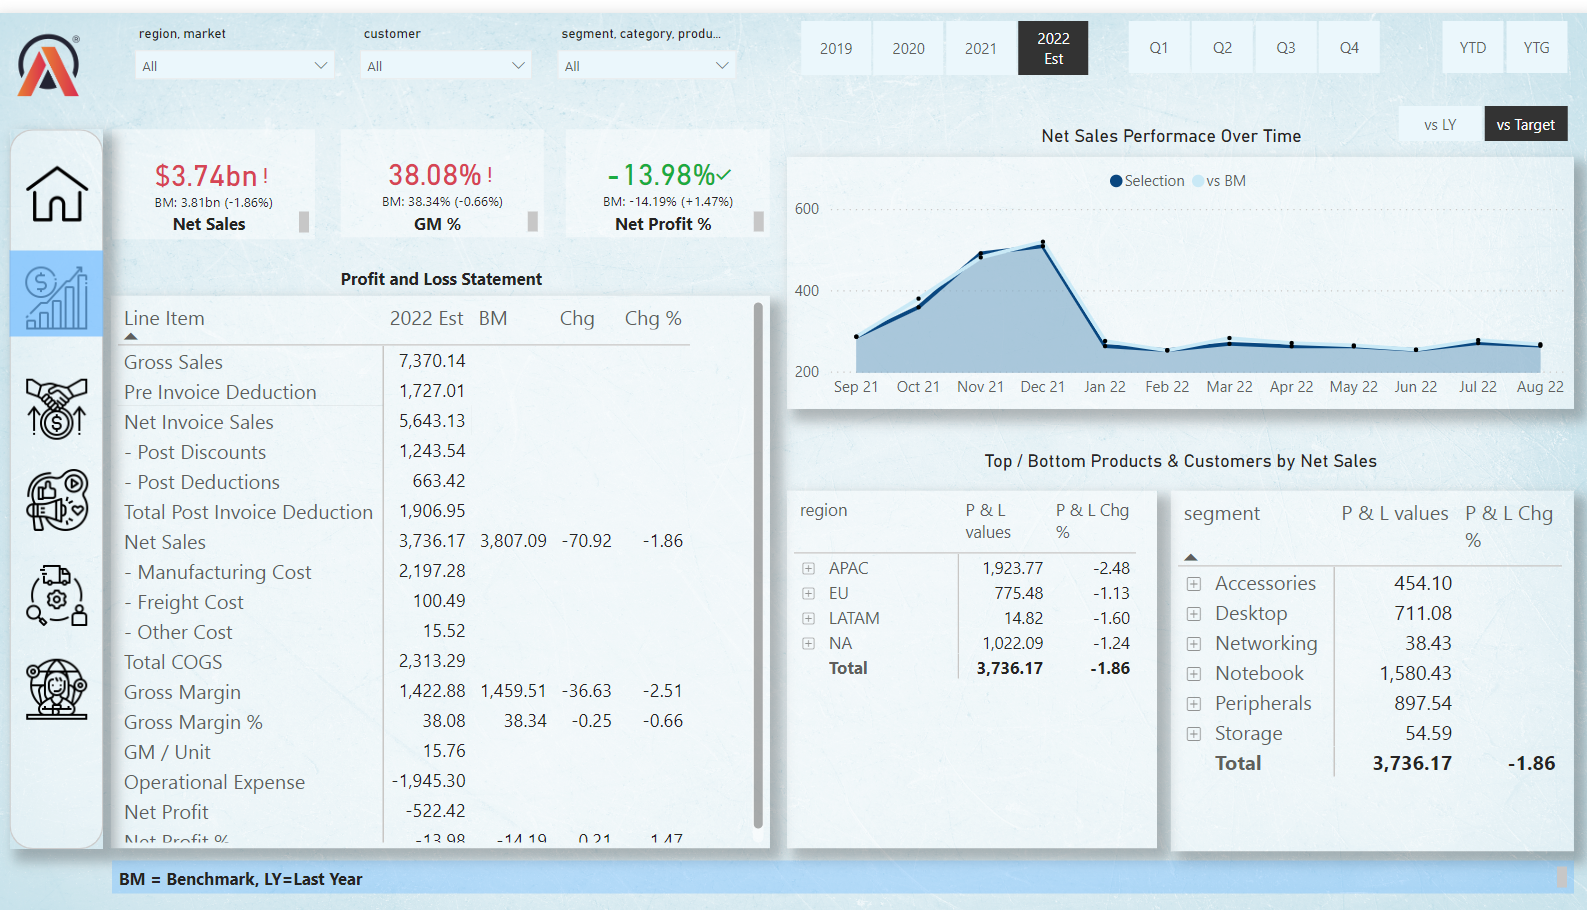 region, market
customer
segment, category, produ...
All
All
All
2019
2020
2021
2022
Est
Q1
Q2
Q3
Q4
YTD
YTG
vs LY
vs Target
$3.74bn !
BM: 3.81bn (-1.86%)
Net Sales
38.08% !
BM: 38.34% (-0.66%)
GM %
-13.98%
BM: -14.19% (+1.47%)
Net Profit %
Net Sales Performace Over Time
Selection vs BM
600
400
200
Sep 21 Oct 21 Nov 21 Dec 21 Jan 22 Feb 22 Mar 22 Apr 22 May 22 Jun 22 Jul 22 Aug 22
Profit and Loss Statement
Line Item 2022 Est BM Chg Chg %
Gross Sales 7,370.14
Pre Invoice Deduction 1,727.01
Net Invoice Sales 5,643.13
- Post Discounts 1,243.54
- Post Deductions 663.42
Total Post Invoice Deduction 1,906.95
Net Sales 3,736.17 3,807.09 -70.92 -1.86
- Manufacturing Cost 2,197.28
- Freight Cost 100.49
- Other Cost 15.52
Total COGS 2,313.29
Gross Margin 1,422.88 1,459.51 -36.63 -2.51
Gross Margin % 38.08 38.34 -0.25 -0.66
GM / Unit 15.76
Operational Expense -1,945.30
Net Profit -522.42
Net Profit % -13.98 -14.19 0.21 1.47
Top / Bottom Products & Customers by Net Sales
region P & L values P & L Chg %
APAC 1,923.77 -2.48
EU 775.48 -1.13
LATAM 14.82 -1.60
NA 1,022.09 -1.24
Total 3,736.17 -1.86
segment P & L values P & L Chg %
Accessories 454.10
Desktop 711.08
Networking 38.43
Notebook 1,580.43
Peripherals 897.54
Storage 54.59
Total 3,736.17 -1.86
BM = Benchmark, LY=Last Year